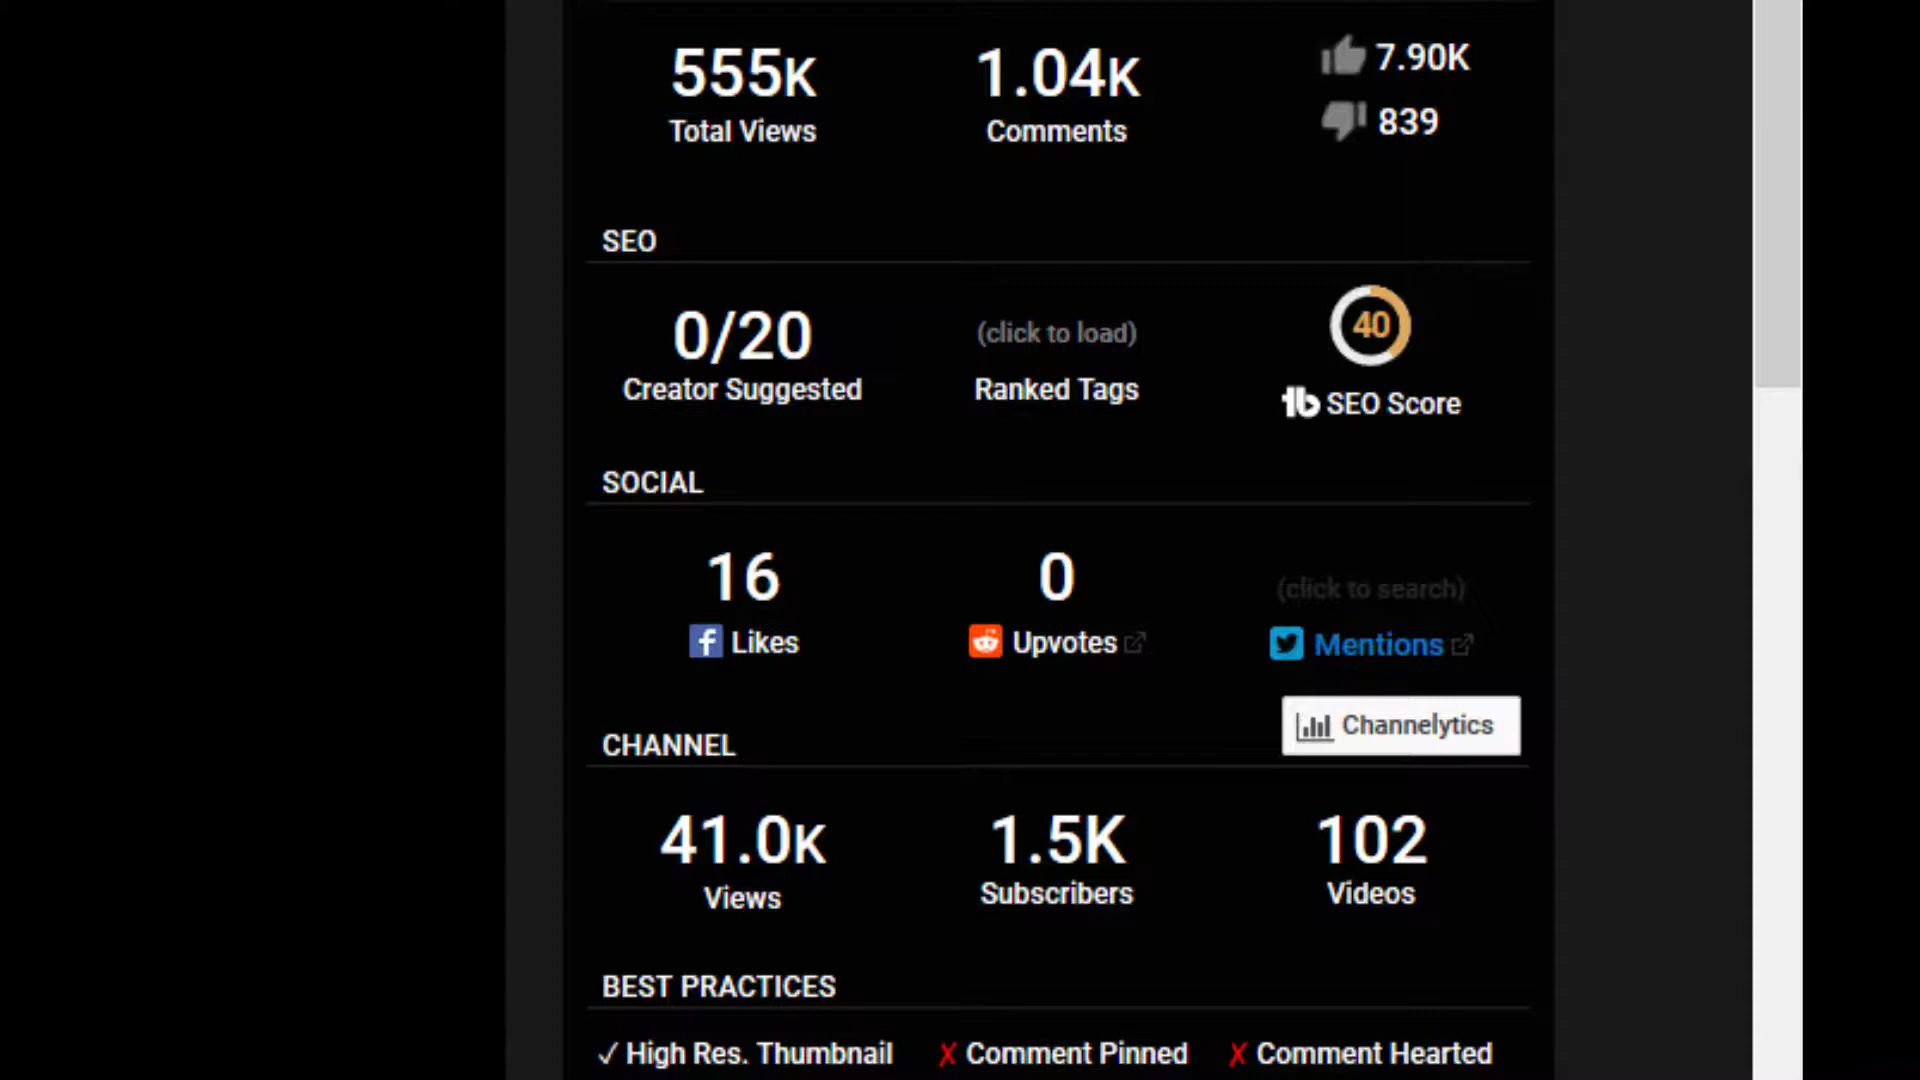 555K 1.04K 7.90K
Total Views Comments 839
SEO
0/20 (click to load) 40
Creator Suggested Ranked Tags tb SEO Score
SOCIAL
16 0 (click to search)
f Likes Upvotes Mentions
Channelytics
CHANNEL
41.0K 1.5K 102
Views Subscribers Videos
BEST PRACTICES
✓ High Res. Thumbnail ✗ Comment Pinned ✗ Comment Hearted